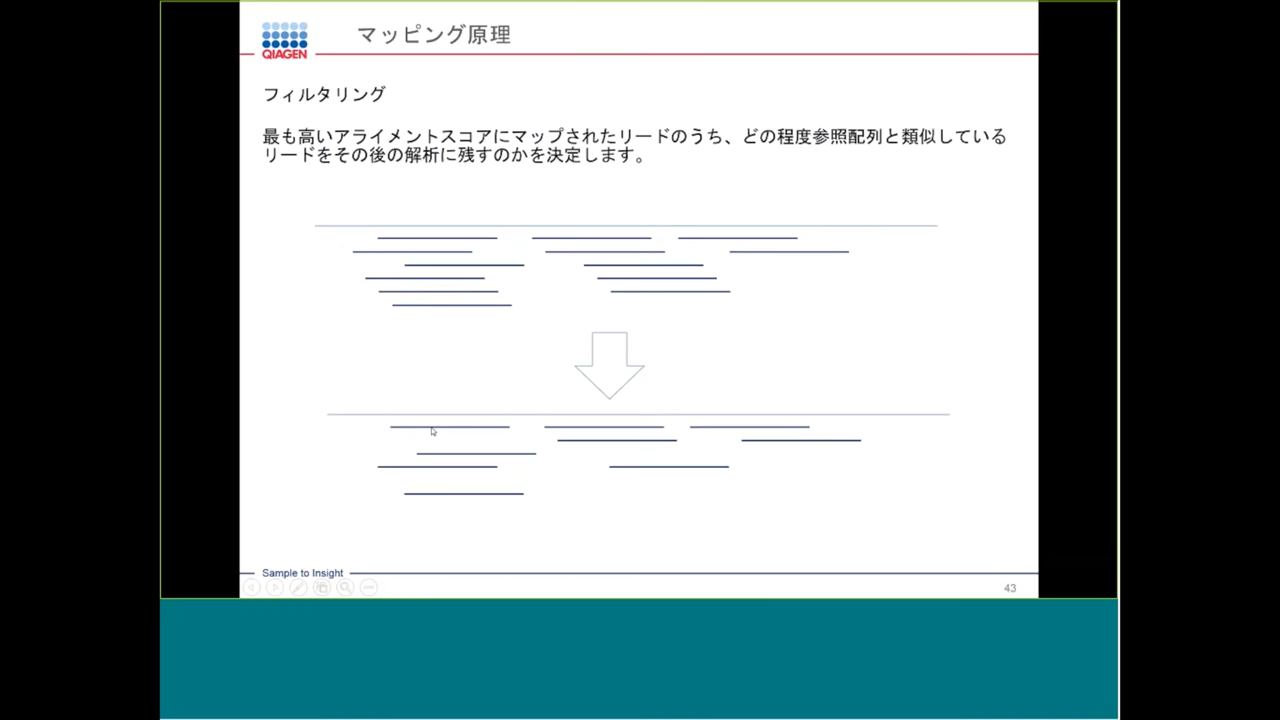 QIAGEN
マッピング原理
フィルタリング
最も高いアライメントスコアにマップされたリードのうち、どの程度参照配列と類似している
リードをその後の解析に残すのかを決定します。
Sample to Insight
43